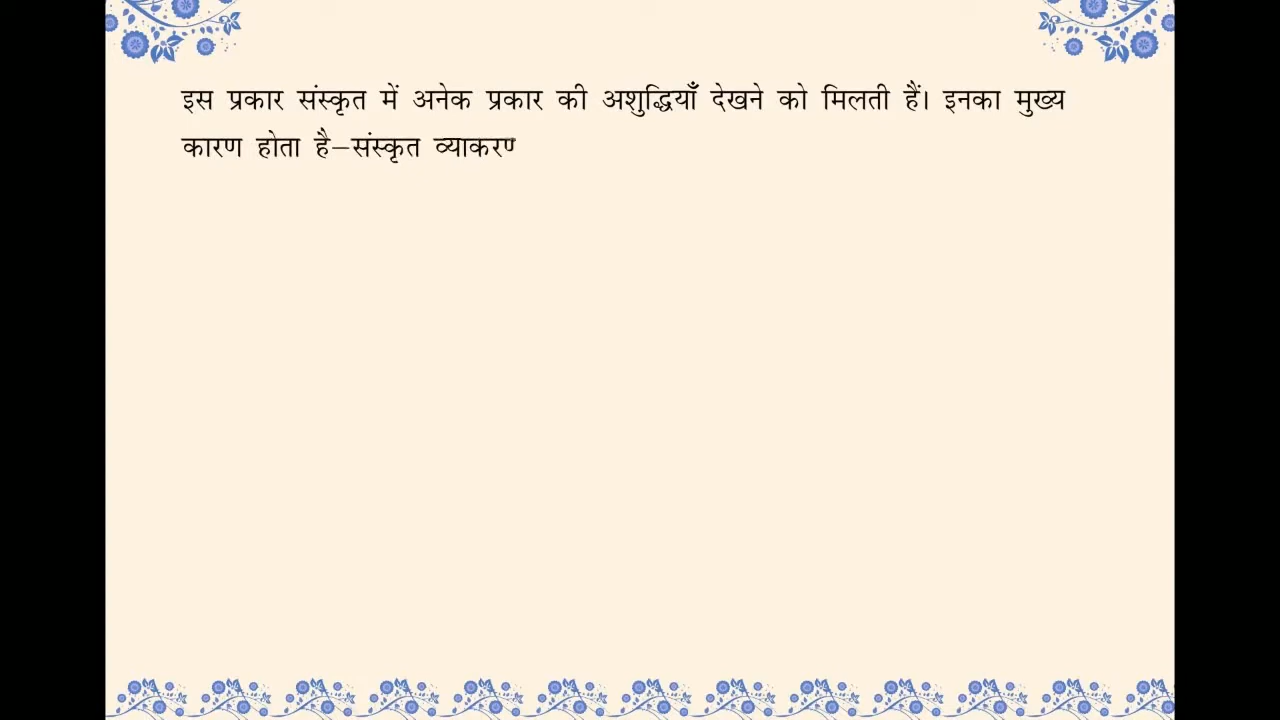 इस प्रकार संस्कृत में अनेक प्रकार की अशुद्धियाँ देखने को मिलती हैं। इनका मुख्य
कारण होता है–संस्कृत व्याकरण